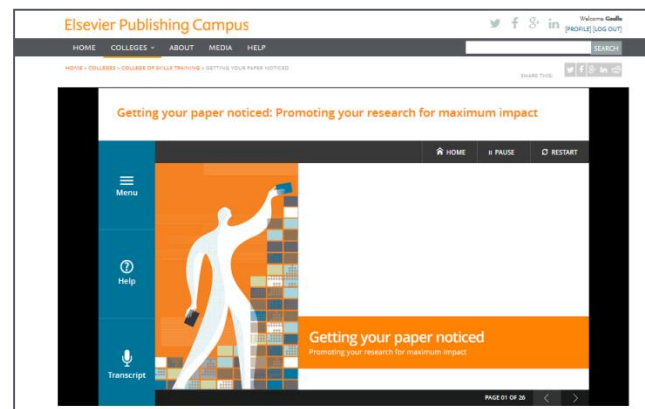 Elsevier Publishing Campus
Welcome Gaelle
[PROFILE] [LOG OUT]
HOME COLLEGES ABOUT MEDIA HELP
SEARCH
HOME > COLLEGES > COLLEGE OF SKILLS TRAINING > GETTING YOUR PAPER NOTICED
SHARE THIS:
Getting your paper noticed: Promoting your research for maximum impact
HOME PAUSE RESTART
Menu
Help
Transcript
Getting your paper noticed
Promoting your research for maximum impact
PAGE 01 OF 26